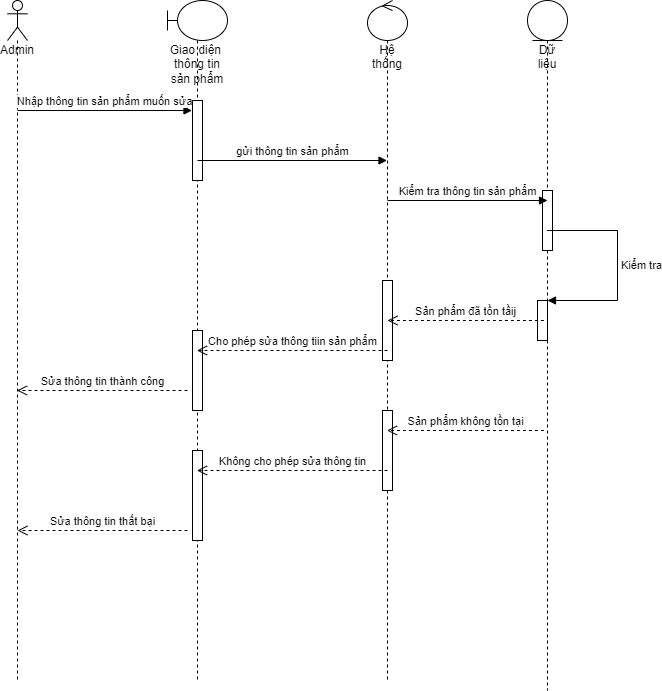 Admin
Giao diện
thông tin
sản phẩm
Hệ
thống
Dữ
liệu
Nhập thông tin sản phẩm muốn sửa
gửi thông tin sản phẩm
Kiểm tra thông tin sản phẩm
Kiểm tra
Sản phẩm đã tồn tàij
Cho phép sửa thông tiin sản phẩm
Sửa thông tin thành công
Sản phẩm không tồn tại
Không cho phép sửa thông tin
Sửa thông tin thất bại